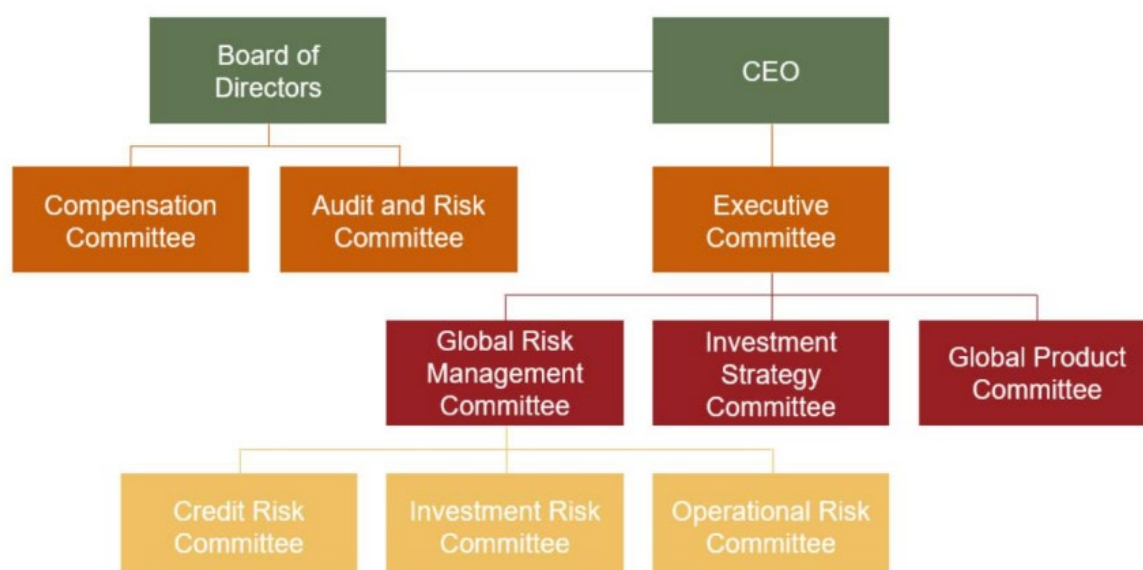 Board of
Directors
CEO
Compensation
Committee
Audit and Risk
Committee
Executive
Committee
Global Risk
Management
Committee
Investment
Strategy
Committee
Global Product
Committee
Credit Risk
Committee
Investment Risk
Committee
Operational Risk
Committee